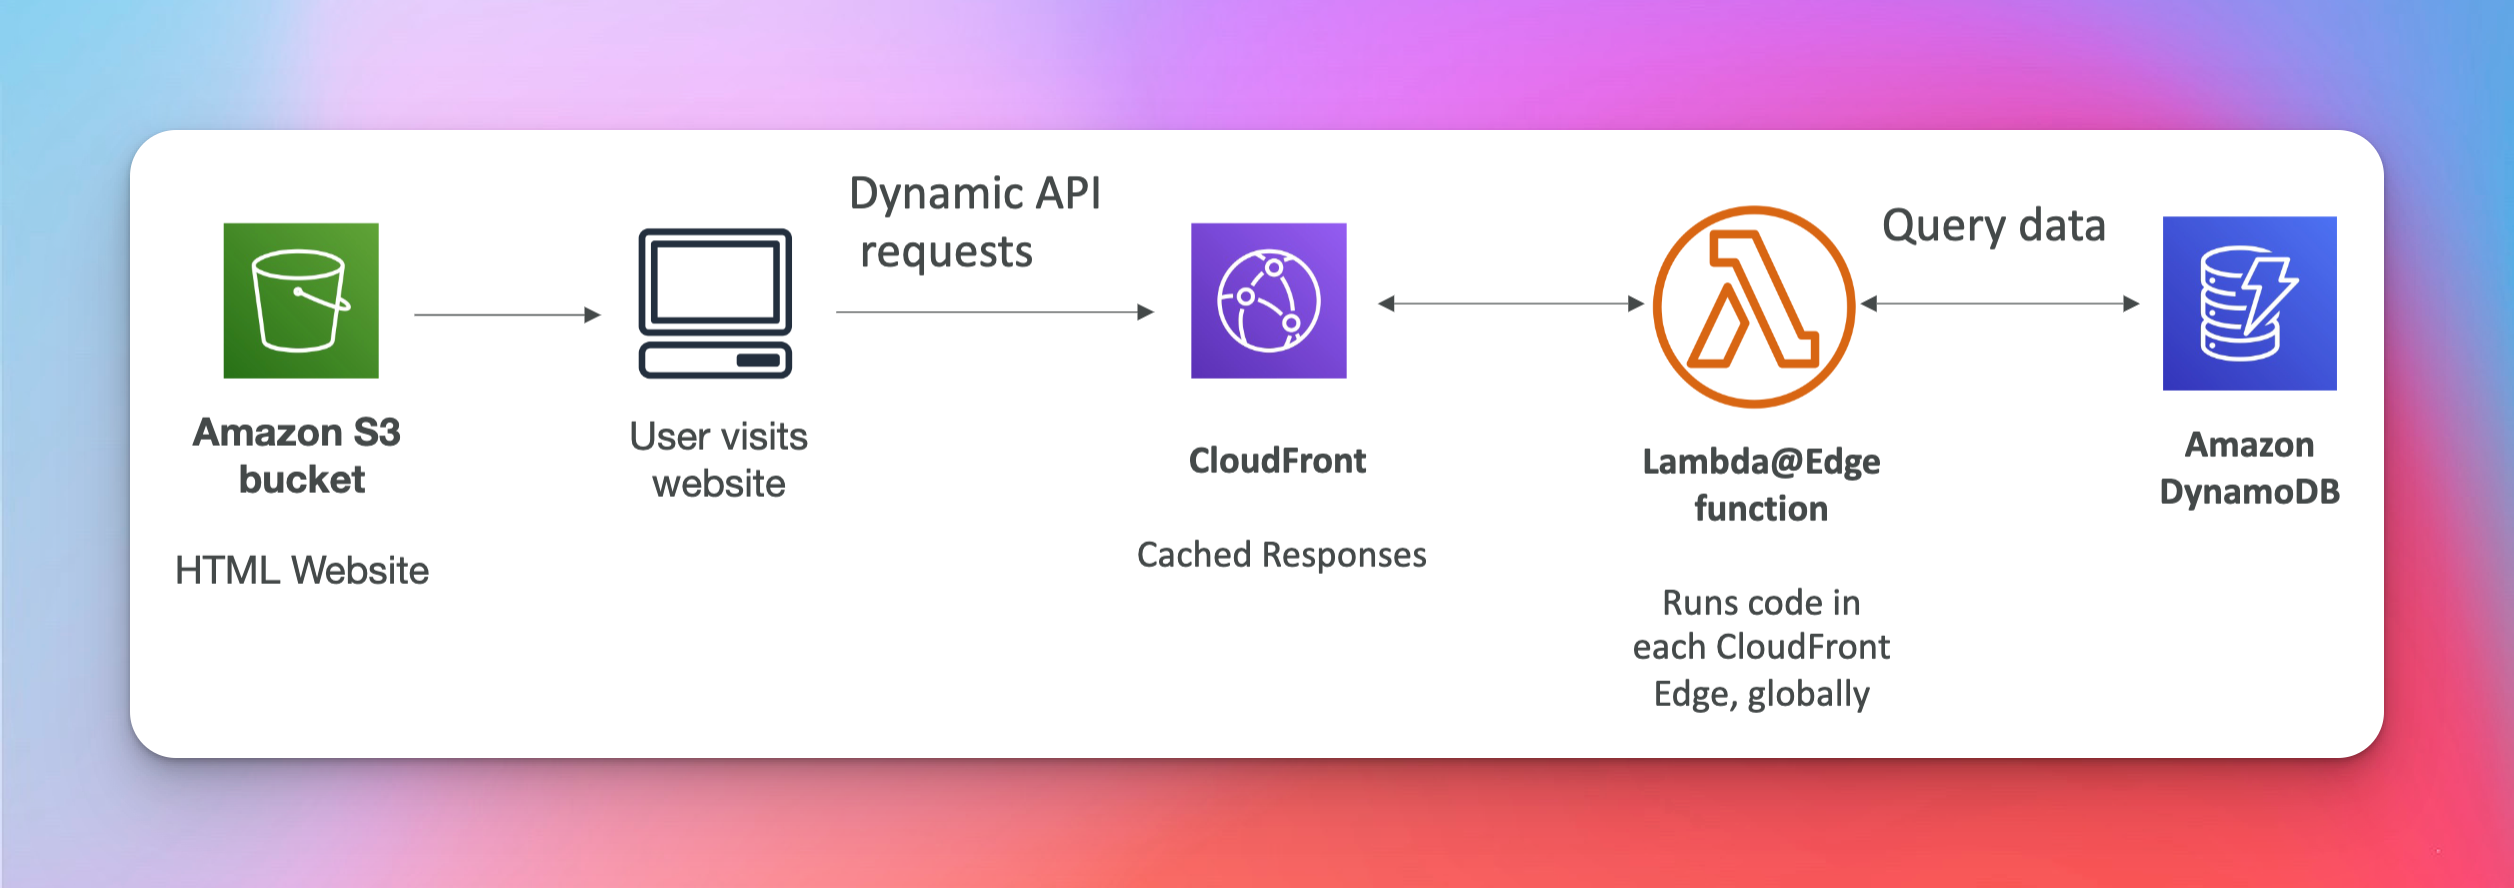 Amazon S3
bucket
HTML Website
User visits
website
Dynamic API
requests
CloudFront
Cached Responses
Lambda@Edge
function
Runs code in
each CloudFront
Edge, globally
Query data
Amazon
DynamoDB